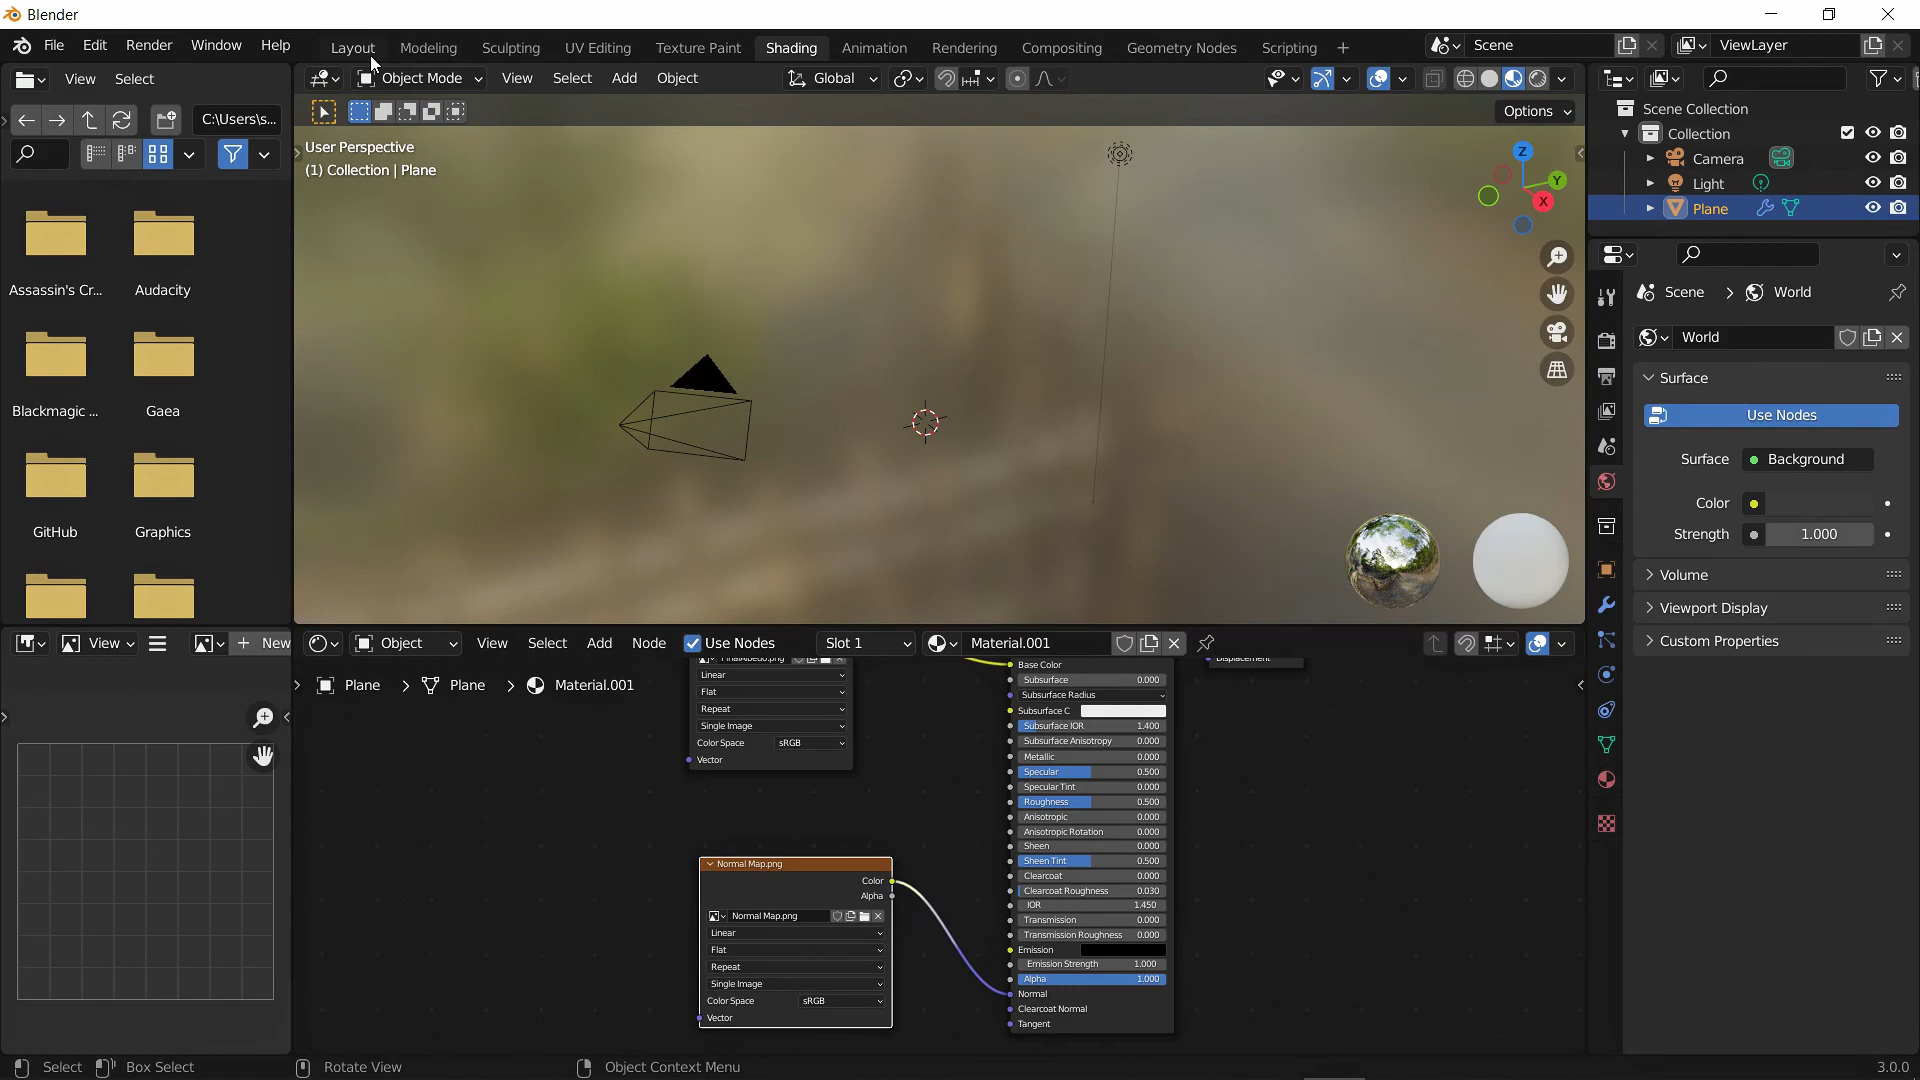 Blender
File Edit Render Window Help Layout Modeling Sculpting UV Editing Texture Paint Shading Animation Rendering Compositing Geometry Nodes Scripting + Scene ViewLayer
View Select Object Mode View Select Add Object Global
C:\Users\s...
Options
User Perspective
(1) Collection | Plane
Z
Y
X
Assassin's Cr... Audacity
Blackmagic ... Gaea
GitHub Graphics
Scene Collection
Collection
Camera
Light
Plane
Scene > World
World
Surface
Use Nodes
Surface Background
Color
Strength 1.000
Volume
Viewport Display
Custom Properties
View + New
Object View Select Add Node Use Nodes Slot 1 Material.001
Plane > Plane > Material.001
Linear
Flat
Repeat
Single Image
Color Space sRGB
Vector
Normal Map.png
Color
Alpha
Normal Map.png
Linear
Flat
Repeat
Single Image
Color Space sRGB
Vector
Displacement
Base Color
Subsurface 0.000
Subsurface Radius
Subsurface C
Subsurface IOR 1.400
Subsurface Anisotropy 0.000
Metallic 0.000
Specular 0.500
Specular Tint 0.000
Roughness 0.500
Anisotropic 0.000
Anisotropic Rotation 0.000
Sheen 0.000
Sheen Tint 0.500
Clearcoat 0.000
Clearcoat Roughness 0.030
IOR 1.450
Transmission 0.000
Transmission Roughness 0.000
Emission
Emission Strength 1.000
Alpha 1.000
Normal
Clearcoat Normal
Tangent
Select Box Select Rotate View Object Context Menu 3.0.0